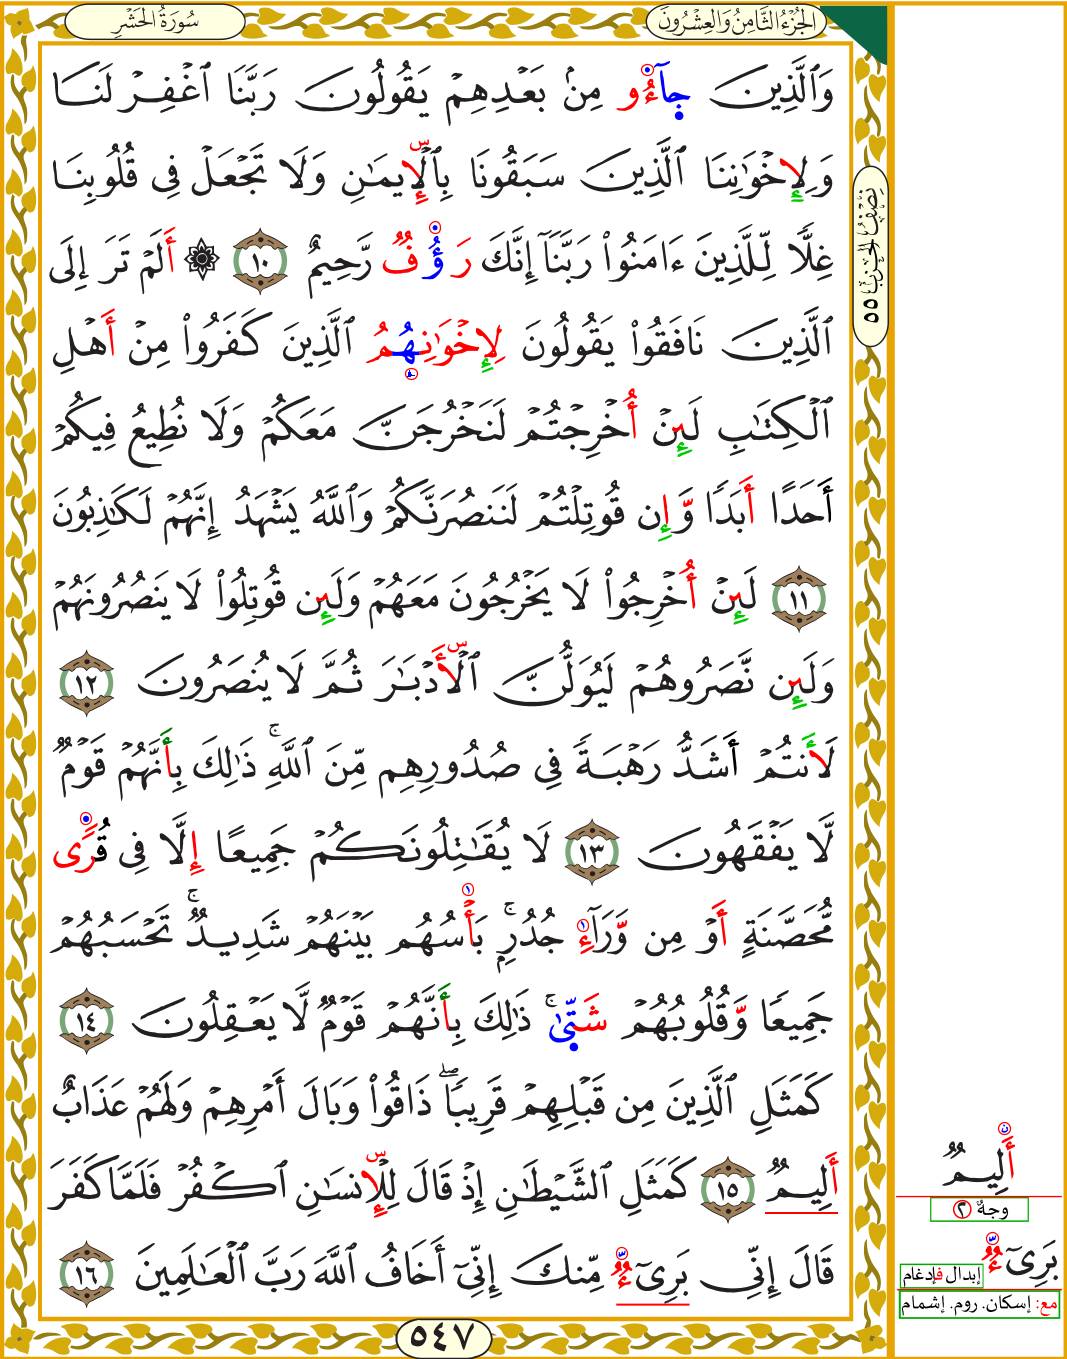 الجُزْءُ الثَّامِنُ وَالعِشْرُونَ
سُورَةُ الحَشْرِ
وَٱلَّذِينَ جَآءُو مِنۢ بَعْدِهِمْ يَقُولُونَ رَبَّنَا ٱغْفِرْ لَنَا
وَلِإِخْوَٰنِنَا ٱلَّذِينَ سَبَقُونَا بِٱلْإِيمَٰنِ وَلَا تَجْعَلْ فِى قُلُوبِنَا
غِلًّا لِّلَّذِينَ ءَامَنُوا۟ رَبَّنَآ إِنَّكَ رَؤُفٌ رَّحِيمٌ ١٠ ۞ أَلَمْ تَرَ إِلَى
ٱلَّذِينَ نَافَقُوا۟ يَقُولُونَ لِإِخْوَٰنِهُمُ ٱلَّذِينَ كَفَرُوا۟ مِنْ أَهْلِ
ٱلْكِتَٰبِ لَئِنْ أُخْرِجْتُمْ لَنَخْرُجَنَّ مَعَكُمْ وَلَا نُطِيعُ فِيكُمْ
أَحَدًا أَبَدًا وَّإِن قُوتِلْتُمْ لَنَنصُرَنَّكُمْ وَٱللَّهُ يَشْهَدُ إِنَّهُمْ لَكَٰذِبُونَ
١١ لَئِنْ أُخْرِجُوا۟ لَا يَخْرُجُونَ مَعَهُمْ وَلَئِن قُوتِلُوا۟ لَا يَنصُرُونَهُمْ
وَلَئِن نَّصَرُوهُمْ لَيُوَلُّنَّ ٱلْأَدْبَٰرَ ثُمَّ لَا يُنصَرُونَ ١٢
لَأَنتُمْ أَشَدُّ رَهْبَةً فِى صُدُورِهِم مِّنَ ٱللَّهِ ۚ ذَٰلِكَ بِأَنَّهُمْ قَوْمٌ
لَّا يَفْقَهُونَ ١٣ لَا يُقَٰتِلُونَكُمْ جَمِيعًا إِلَّا فِى قُرًى
مُّحَصَّنَةٍ أَوْ مِن وَّرَآءِ جُدُرٍۭ ۚ بَأْسُهُم بَيْنَهُمْ شَدِيدٌ ۚ تَحْسَبُهُمْ
جَمِيعًا وَّقُلُوبُهُمْ شَتَّىٰ ۚ ذَٰلِكَ بِأَنَّهُمْ قَوْمٌ لَّا يَعْقِلُونَ ١٤
كَمَثَلِ ٱلَّذِينَ مِن قَبْلِهِمْ قَرِيبًا ۖ ذَاقُوا۟ وَبَالَ أَمْرِهِمْ وَلَهُمْ عَذَابٌ
أَلِيمٌ ١٥ كَمَثَلِ ٱلشَّيْطَٰنِ إِذْ قَالَ لِلْإِنسَٰنِ ٱكْفُرْ فَلَمَّا كَفَرَ
قَالَ إِنِّى بَرِىٓءٌ مِّنكَ إِنِّىٓ أَخَافُ ٱللَّهَ رَبَّ ٱلْعَٰلَمِينَ ١٦
٥٤٧
نِصْفُ الحِزْبِ ٥٥
أَلِيمٌ
وجهٌ ٢
بَرِىٓءٌ
إبدال فإدغام
مع: إسكان. روم. إشمام